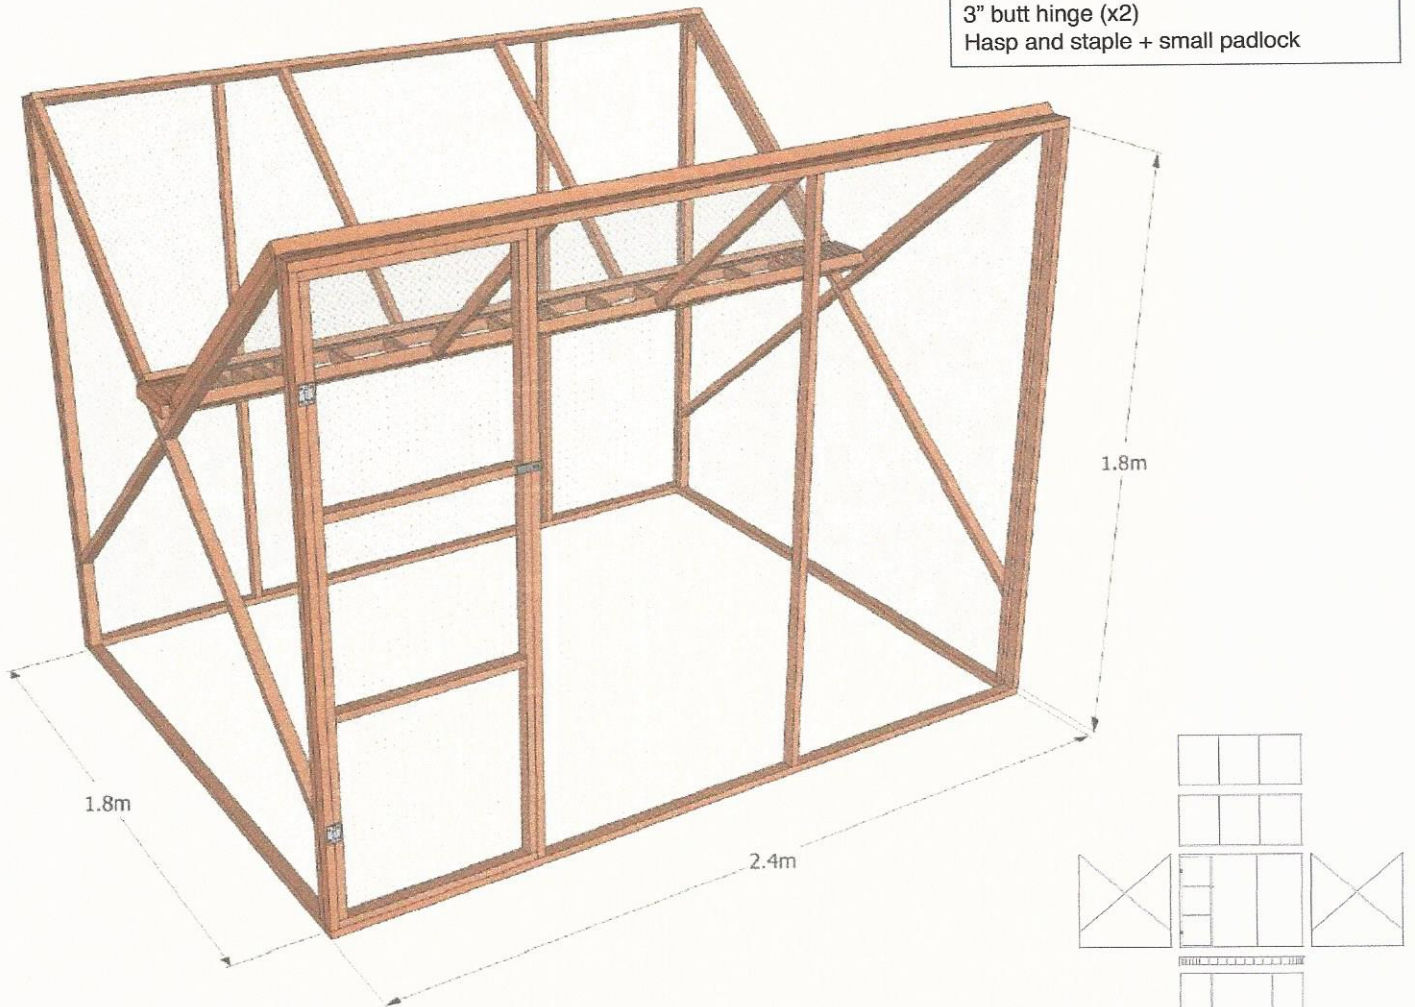 3” butt hinge (x2)
Hasp and staple + small padlock
1.8m
1.8m
2.4m